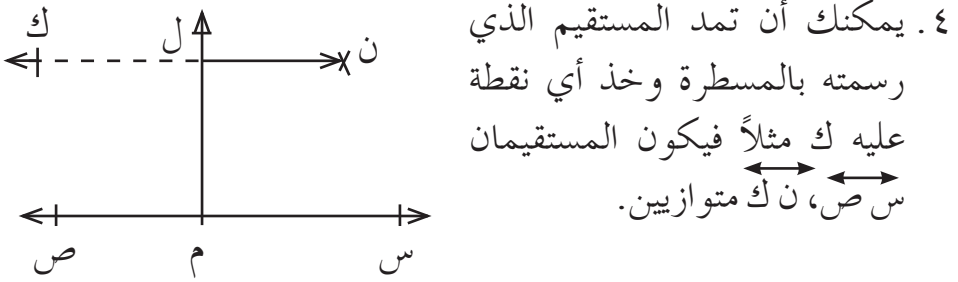 ٤. يمكنك أن تمد المستقيم الذي
رسمته بالمسطرة وخذ أي نقطة
عليه ك مثلاً فيكون المستقيمان
س ص، ن ك متوازيين.
ك
ل
ن
ص
م
س